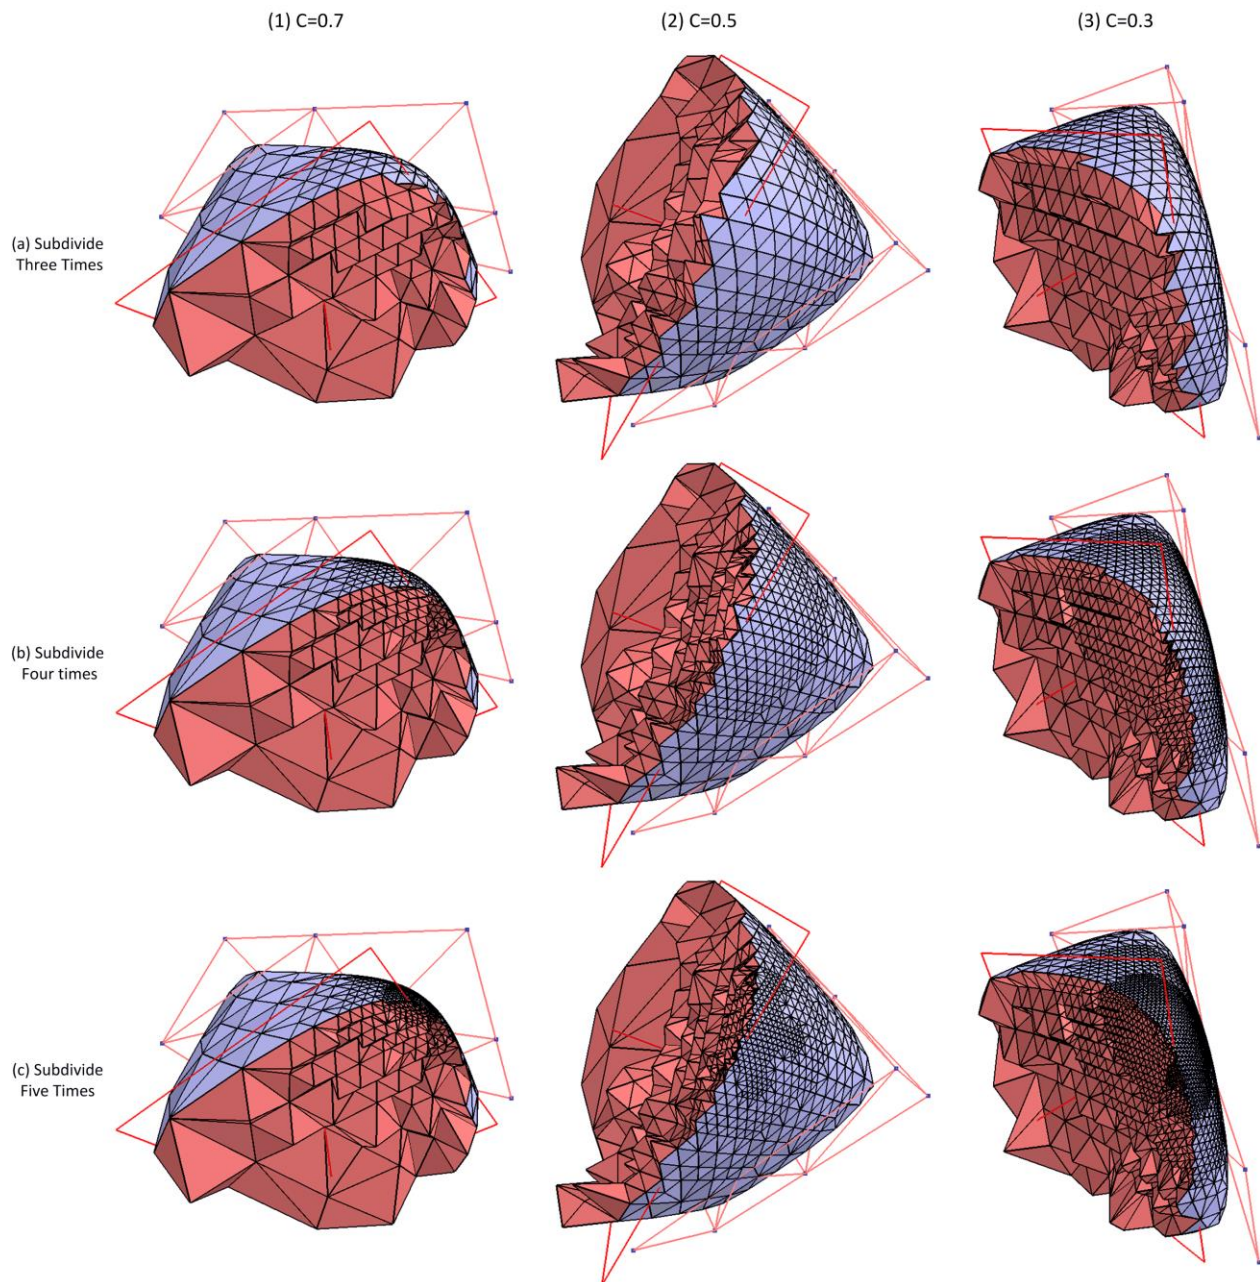 (1) C=0.7
(2) C=0.5
(3) C=0.3
(a) Subdivide
Three Times
(b) Subdivide
Four times
(c) Subdivide
Five Times